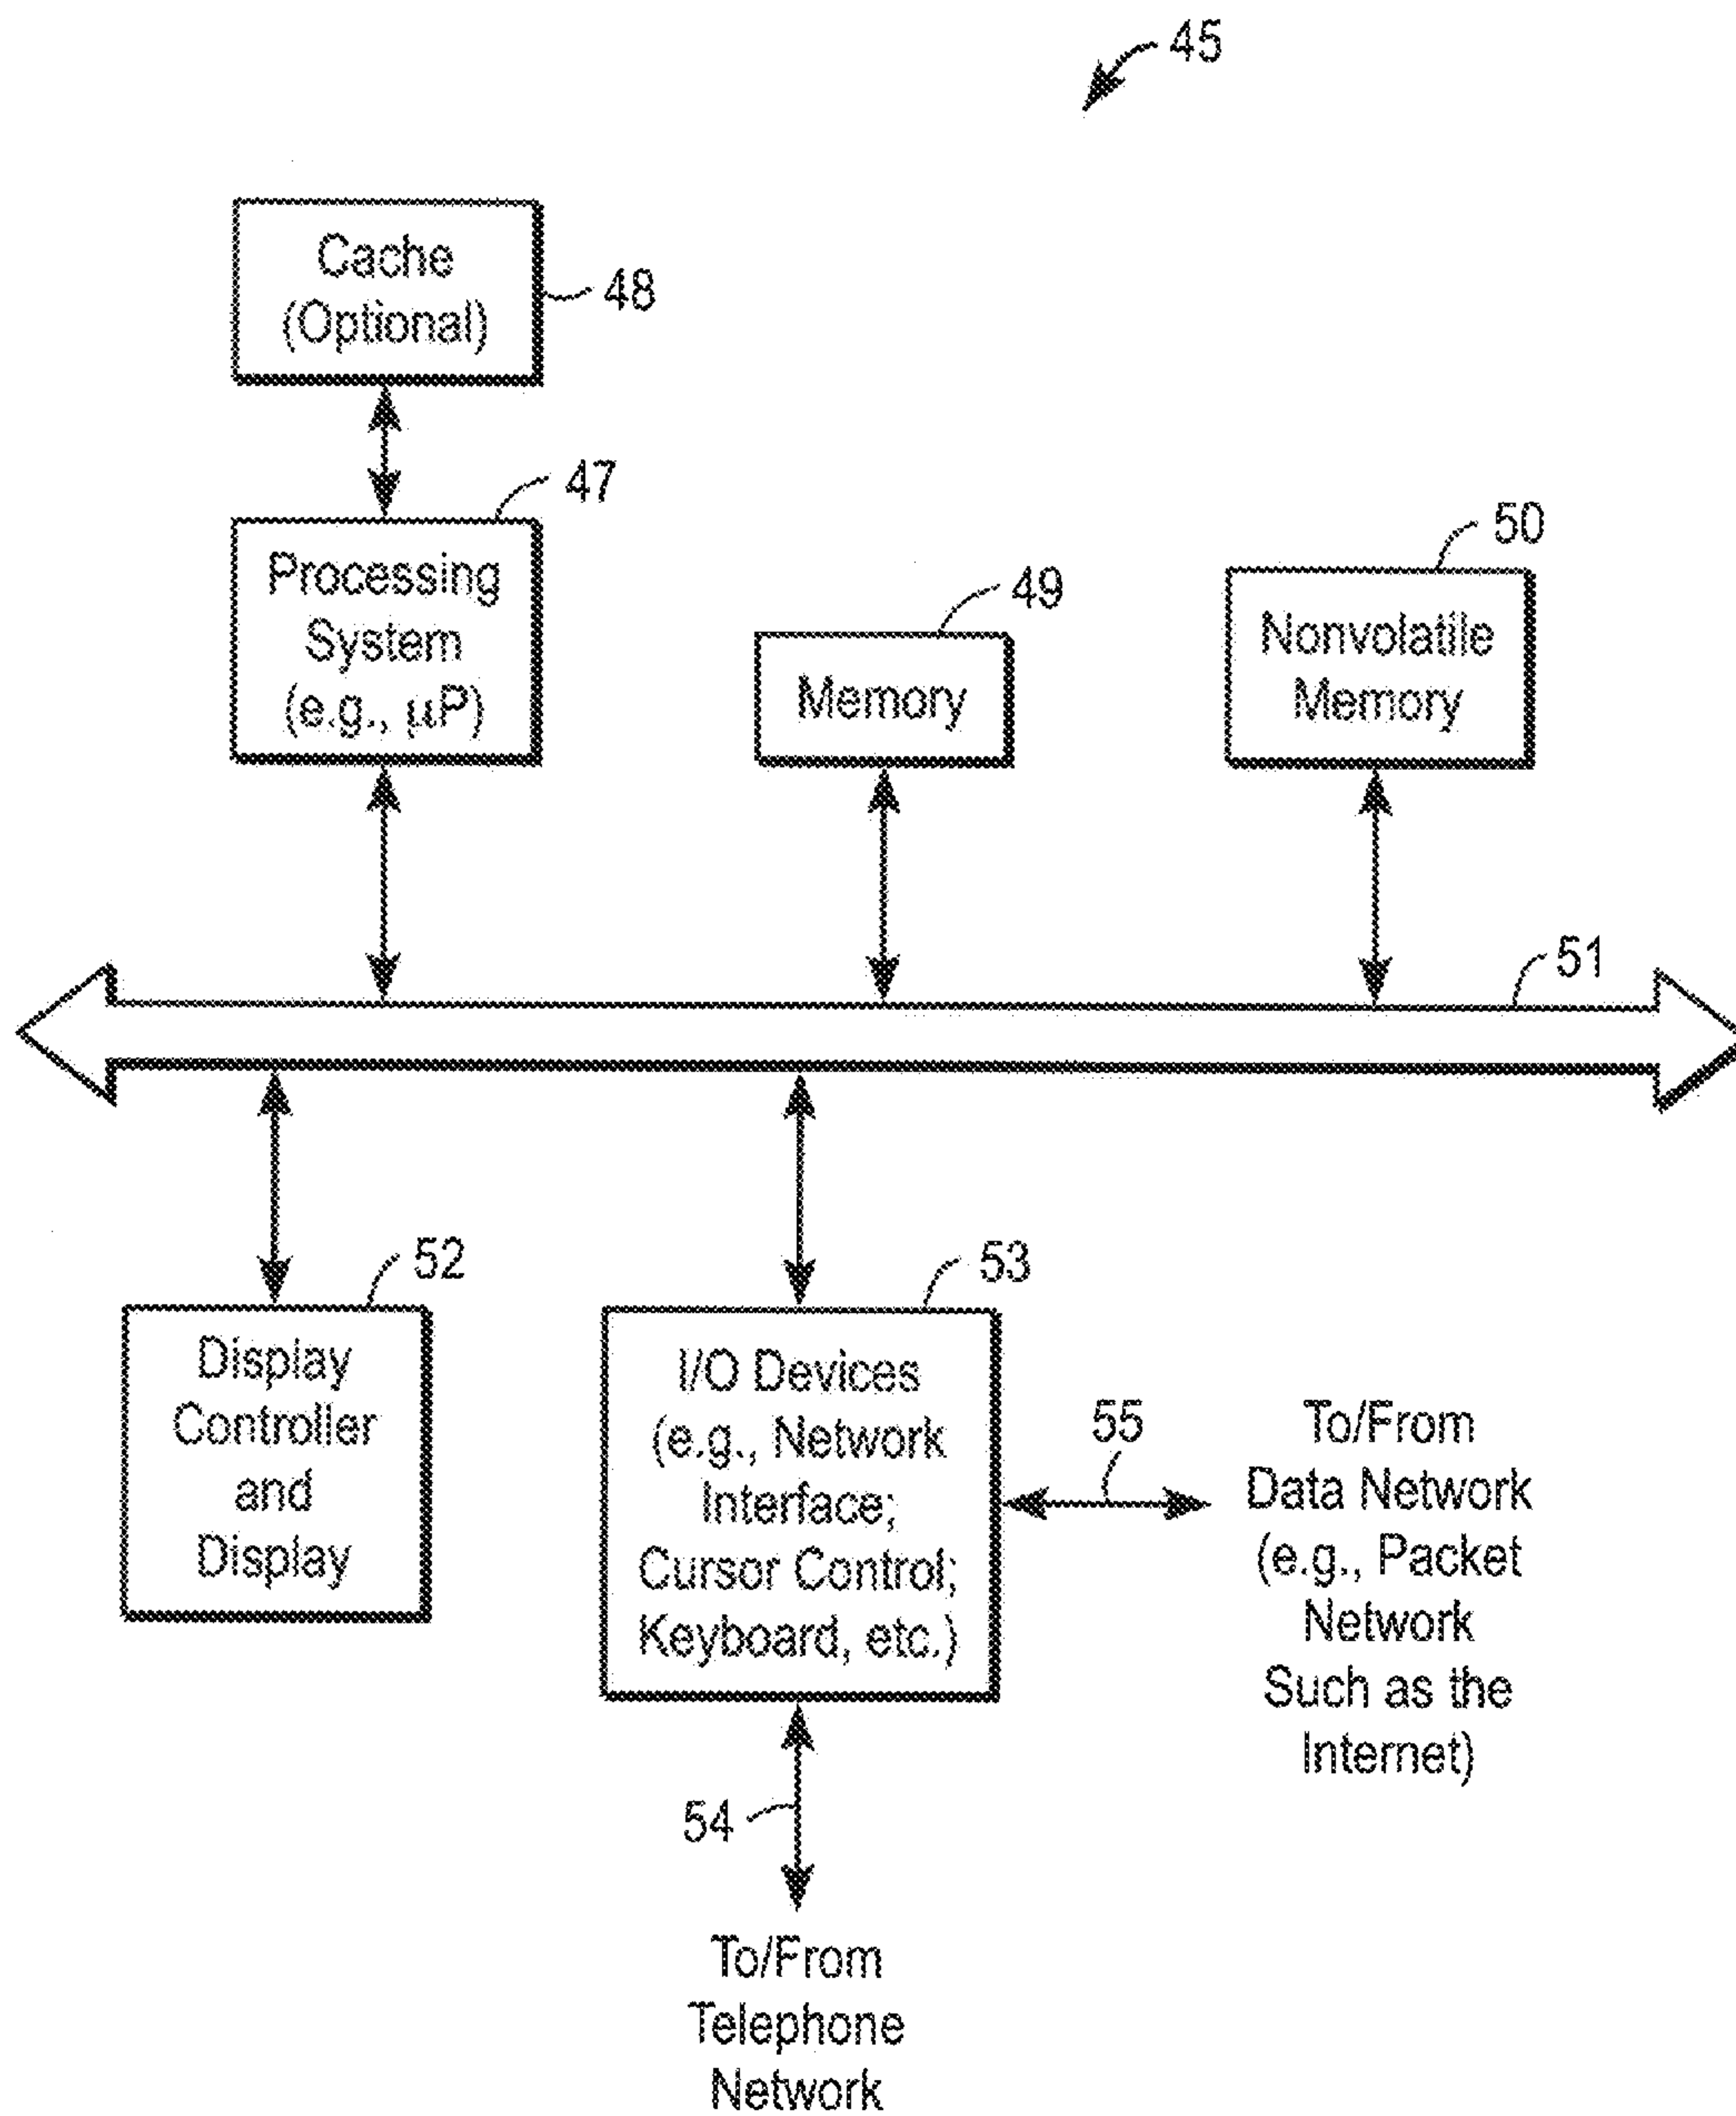 45
Cache
(Optional)
48
47
Processing
System
(e.g., μP)
49
Memory
50
Nonvolatile
Memory
51
52
Display
Controller
and
Display
53
I/O Devices
(e.g., Network
Interface;
Cursor Control;
Keyboard, etc.)
55
To/From
Data Network
(e.g., Packet
Network
Such as the
Internet)
54
To/From
Telephone
Network